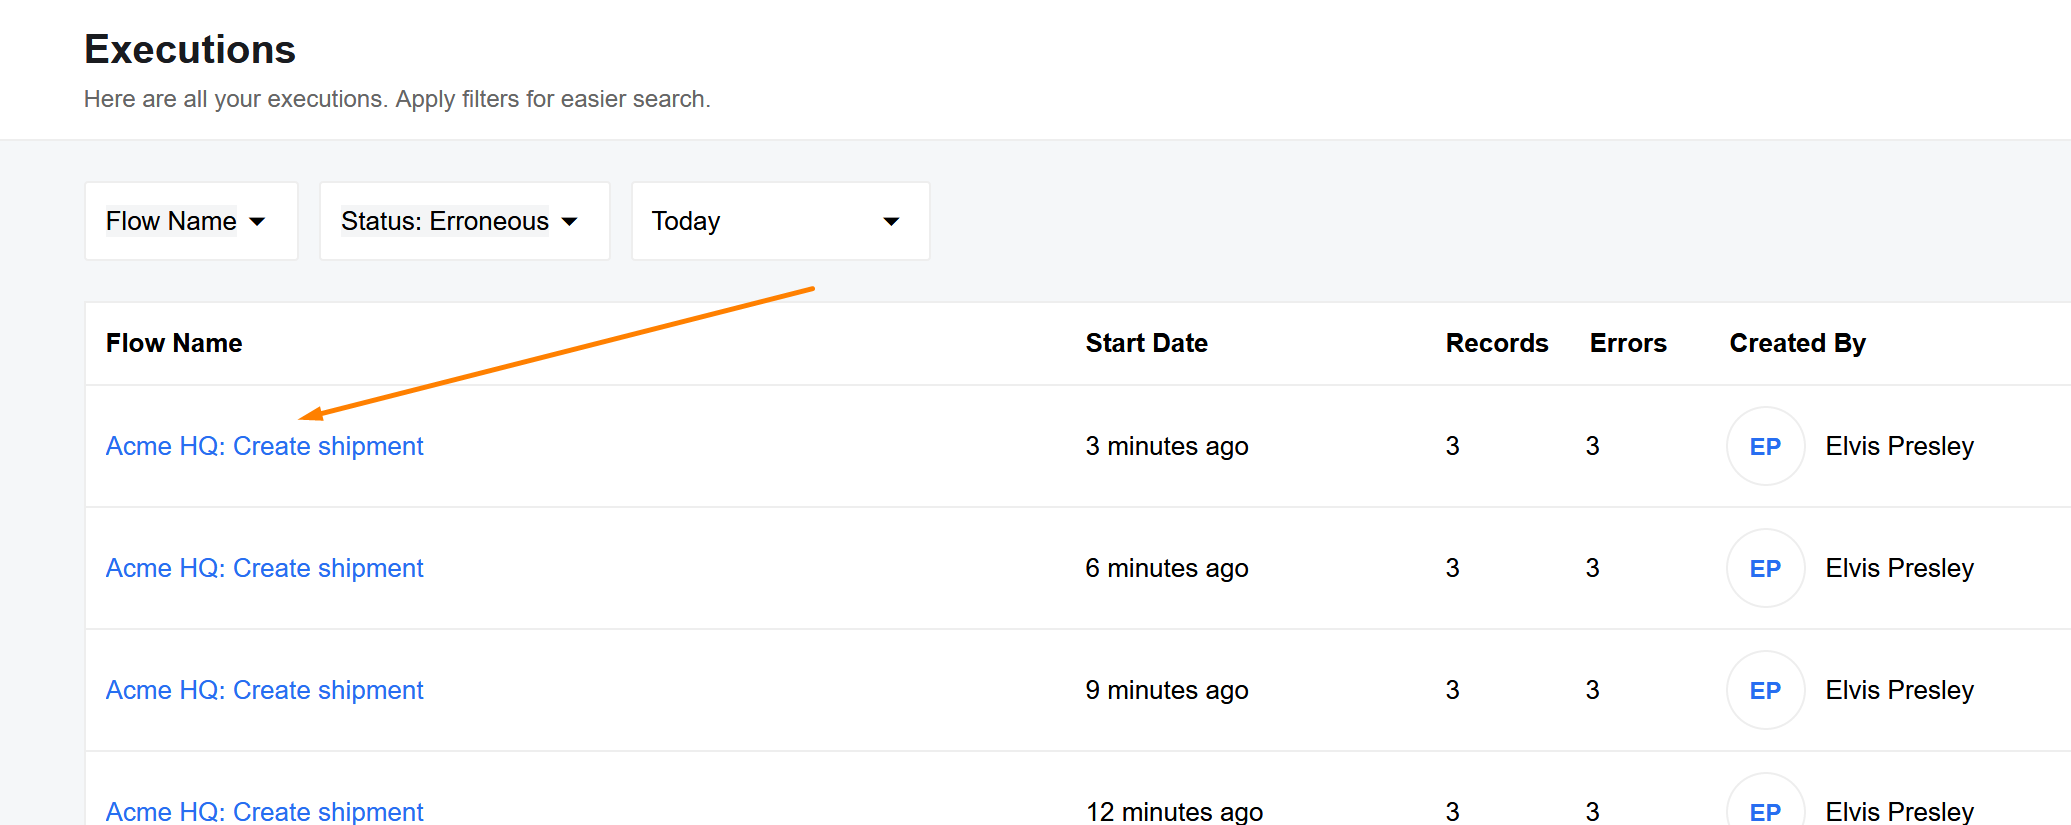 Executions
Here are all your executions. Apply filters for easier search.
Flow Name Status: Erroneous Today
Flow Name Start Date Records Errors Created By
Acme HQ: Create shipment 3 minutes ago 3 3 EP Elvis Presley
Acme HQ: Create shipment 6 minutes ago 3 3 EP Elvis Presley
Acme HQ: Create shipment 9 minutes ago 3 3 EP Elvis Presley
Acme HQ: Create shipment 12 minutes ago 3 3 EP Elvis Presley